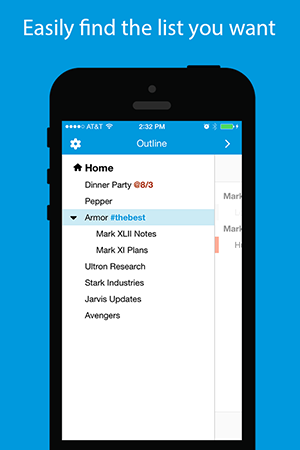 Easily find the list you want
AT&T 2:32 PM
Outline
Home
Dinner Party @8/3
Pepper
Armor #thebest
Mark XLII Notes
Mark XI Plans
Ultron Research
Stark Industries
Jarvis Updates
Avengers
Mark
Mark